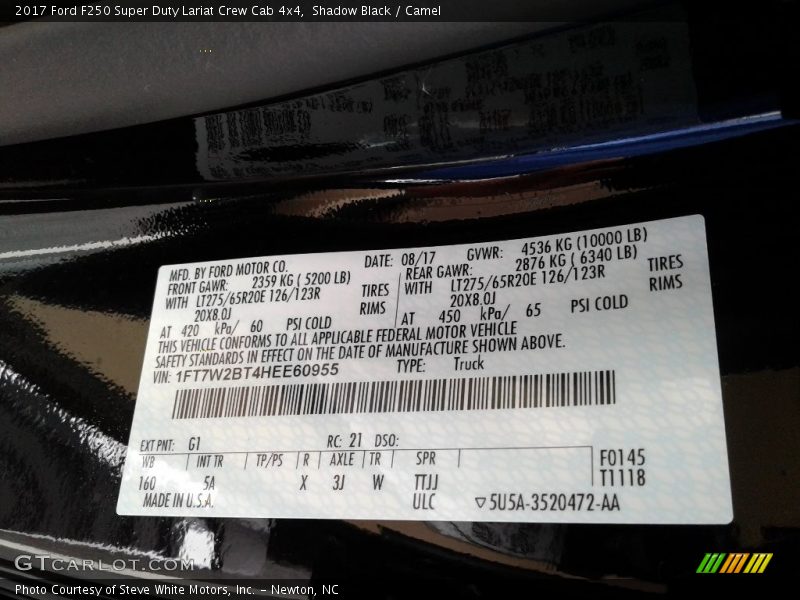 2017 Ford F250 Super Duty Lariat Crew Cab 4x4, Shadow Black / Camel
MFD. BY FORD MOTOR CO. DATE: 08/17 GVWR: 4536 KG (10000 LB)
FRONT GAWR: 2359 KG ( 5200 LB) REAR GAWR: 2876 KG ( 6340 LB)
WITH LT275/65R20E 126/123R TIRES WITH LT275/65R20E 126/123R TIRES
20X8.0J RIMS 20X8.0J RIMS
AT 420 kPa/ 60 PSI COLD AT 450 kPa/ 65 PSI COLD
THIS VEHICLE CONFORMS TO ALL APPLICABLE FEDERAL MOTOR VEHICLE
SAFETY STANDARDS IN EFFECT ON THE DATE OF MANUFACTURE SHOWN ABOVE.
VIN: 1FT7W2BT4HEE60955 TYPE: Truck
EXT PNT: G1 RC: 21 DSO:
WB INT TR TP/PS R AXLE TR SPR F0145
160 5A X 3J W TTJJ T1118
MADE IN U.S.A. ULC ▽5U5A-3520472-AA
GTCARLOT.COM
Photo Courtesy of Steve White Motors, Inc. – Newton, NC